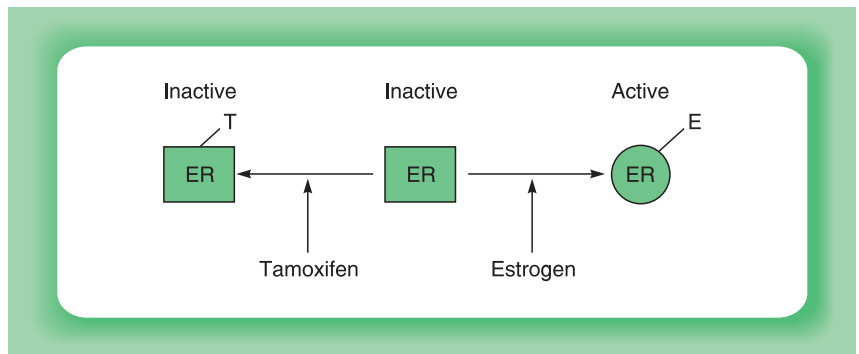 Inactive Inactive Active
T E
ER ER ER
Tamoxifen Estrogen